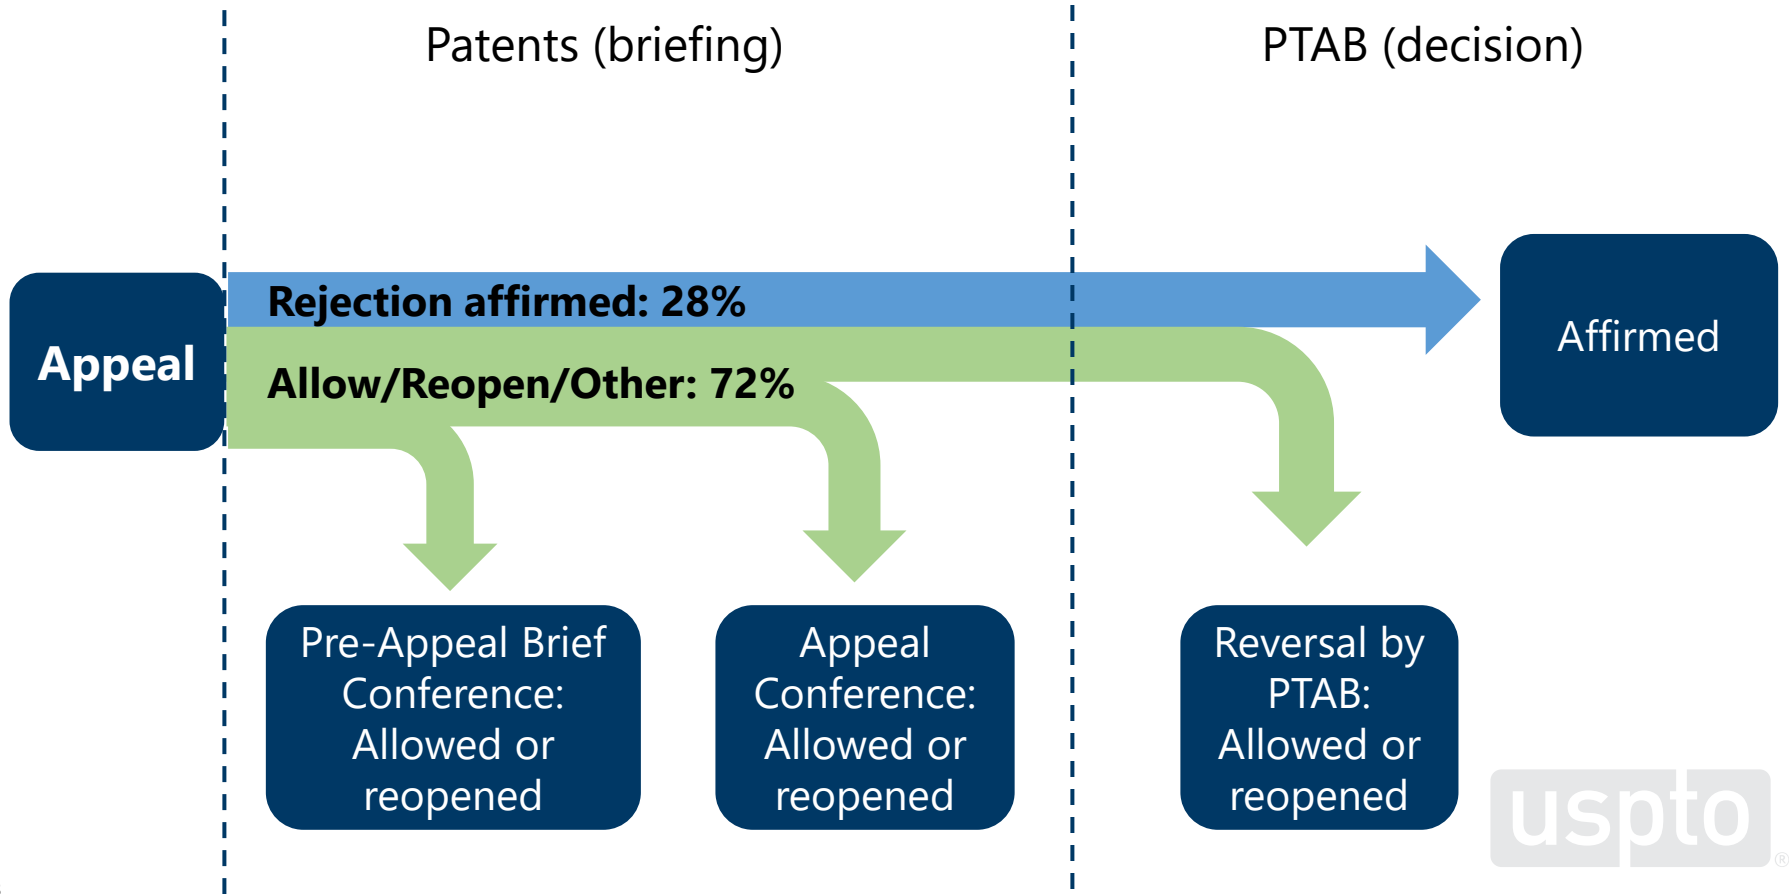 Patents (briefing)
PTAB (decision)
Rejection affirmed: 28%
Appeal
Allow/Reopen/Other: 72%
Affirmed
Pre-Appeal Brief
Conference:
Allowed or
reopened
Appeal
Conference:
Allowed or
reopened
Reversal by
PTAB:
Allowed or
reopened
uspto
®